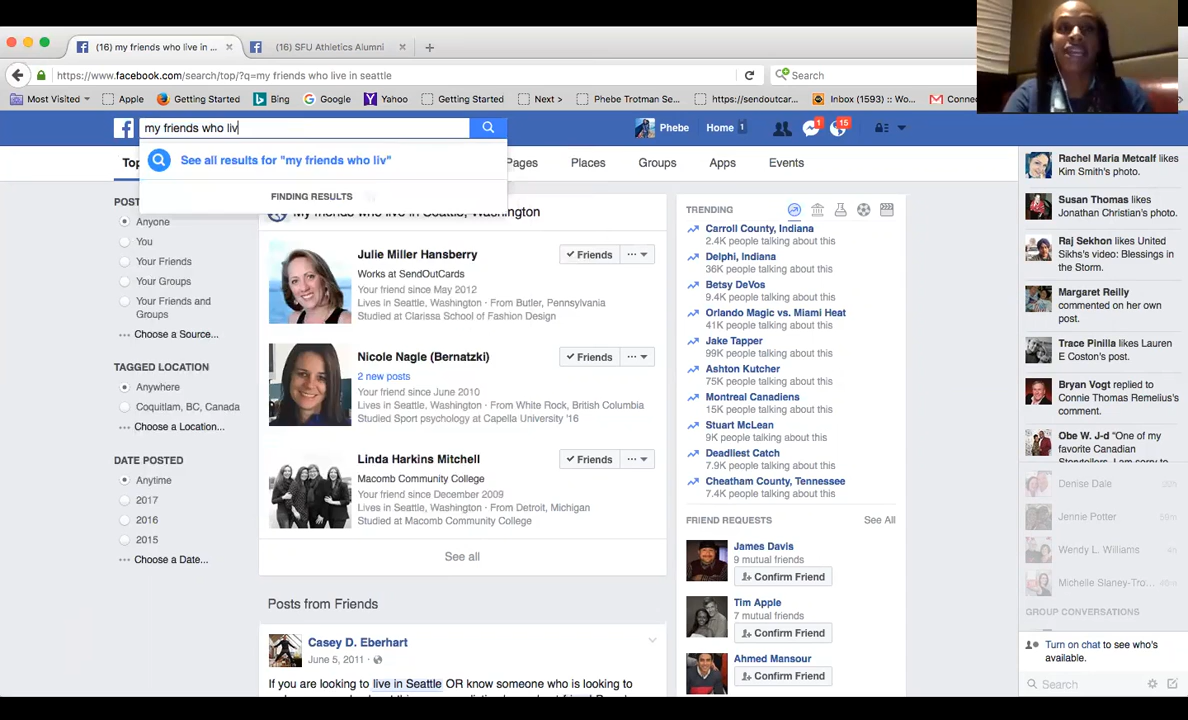 (16) my friends who live in ...
SFU Athletics Alumni
https://www.facebook.com/search/top/?q=my friends who live in seattle
Search
Most Visited
Apple
Getting Started
Bing
Google
Yahoo
Getting Started
Next >
Phebe Trotman Se...
https://sendoutcar...
Inbox (1593) :: Wo...
Connec
my friends who liv
Phebe
Home 1
1
15
See all results for "my friends who liv"
FINDING RESULTS
Top
Pages
Places
Groups
Apps
Events
POST
Anyone
You
Your Friends
Your Groups
Your Friends and
Groups
Choose a Source...
TAGGED LOCATION
Anywhere
Coquitlam, BC, Canada
Choose a Location...
DATE POSTED
Anytime
2017
2016
2015
Choose a Date...
My friends who live in Seattle, Washington
Julie Miller Hansberry
Works at SendOutCards
Your friend since May 2012
Lives in Seattle, Washington · From Butler, Pennsylvania
Studied at Clarissa School of Fashion Design
Friends
Nicole Nagle (Bernatzki)
2 new posts
Your friend since June 2010
Lives in Seattle, Washington · From White Rock, British Columbia
Studied Sport psychology at Capella University '16
Friends
Linda Harkins Mitchell
Macomb Community College
Your friend since December 2009
Lives in Seattle, Washington · From Detroit, Michigan
Studied at Macomb Community College
Friends
See all
Posts from Friends
Casey D. Eberhart
June 5, 2011 ·
If you are looking to live in Seattle OR know someone who is looking to
TRENDING
Carroll County, Indiana
2.4K people talking about this
Delphi, Indiana
36K people talking about this
Betsy DeVos
9.4K people talking about this
Orlando Magic vs. Miami Heat
41K people talking about this
Jake Tapper
99K people talking about this
Ashton Kutcher
75K people talking about this
Montreal Canadiens
15K people talking about this
Stuart McLean
9K people talking about this
Deadliest Catch
7.9K people talking about this
Cheatham County, Tennessee
7.4K people talking about this
FRIEND REQUESTS
See All
James Davis
9 mutual friends
Confirm Friend
Tim Apple
7 mutual friends
Confirm Friend
Ahmed Mansour
Confirm Friend
Rachel Maria Metcalf likes
Kim Smith's photo.
Susan Thomas likes
Jonathan Christian's photo.
Raj Sekhon likes United
Sikhs's video: Blessings in
the Storm.
Margaret Reilly
commented on her own
post.
Trace Pinilla likes Lauren
E Coston's post.
Bryan Vogt replied to
Connie Thomas Remelius's
comment.
Obe W. J-d "One of my
favorite Canadian
Denise Dale
Jennie Potter 59m
Wendy L. Williams 4h
Michelle Slaney-Tro...
GROUP CONVERSATIONS
Turn on chat to see who's
available.
Search